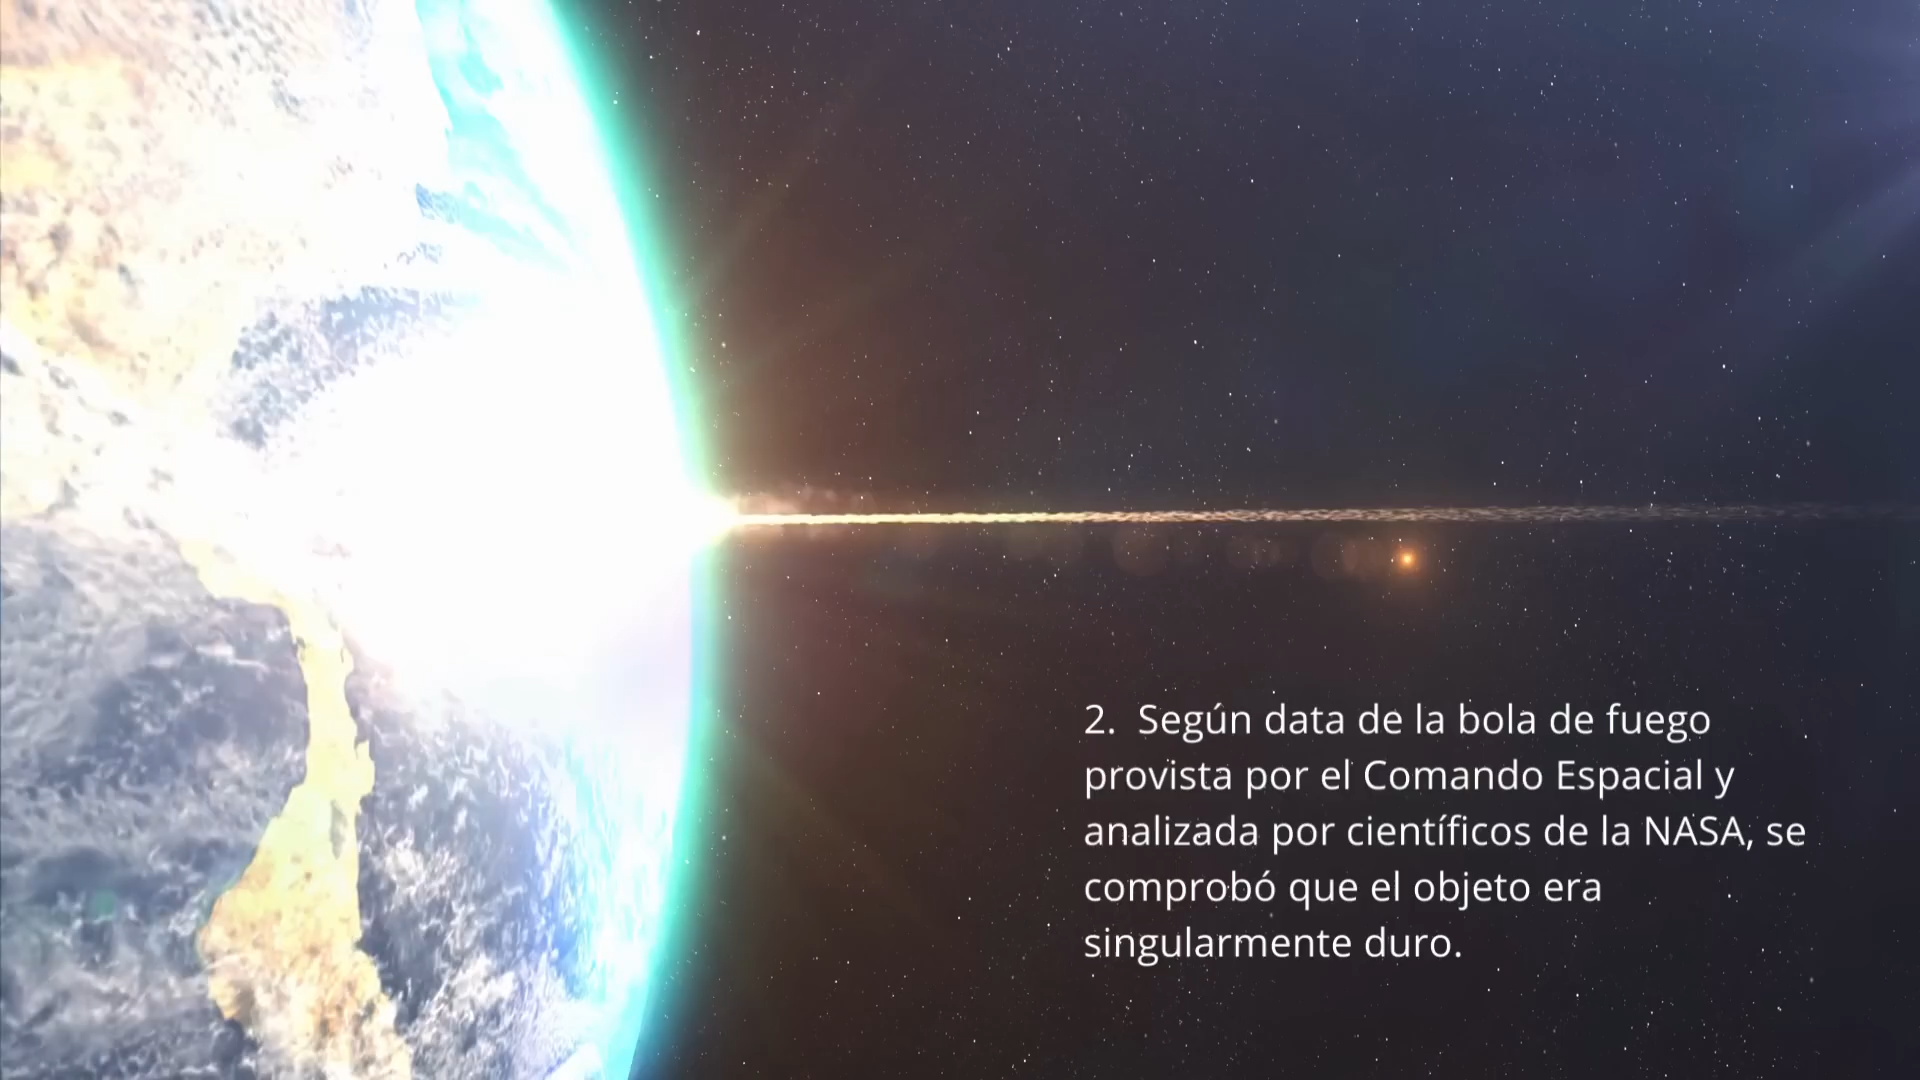 2. Según data de la bola de fuego
provista por el Comando Espacial y
analizada por científicos de la NASA, se
comprobó que el objeto era
singularmente duro.